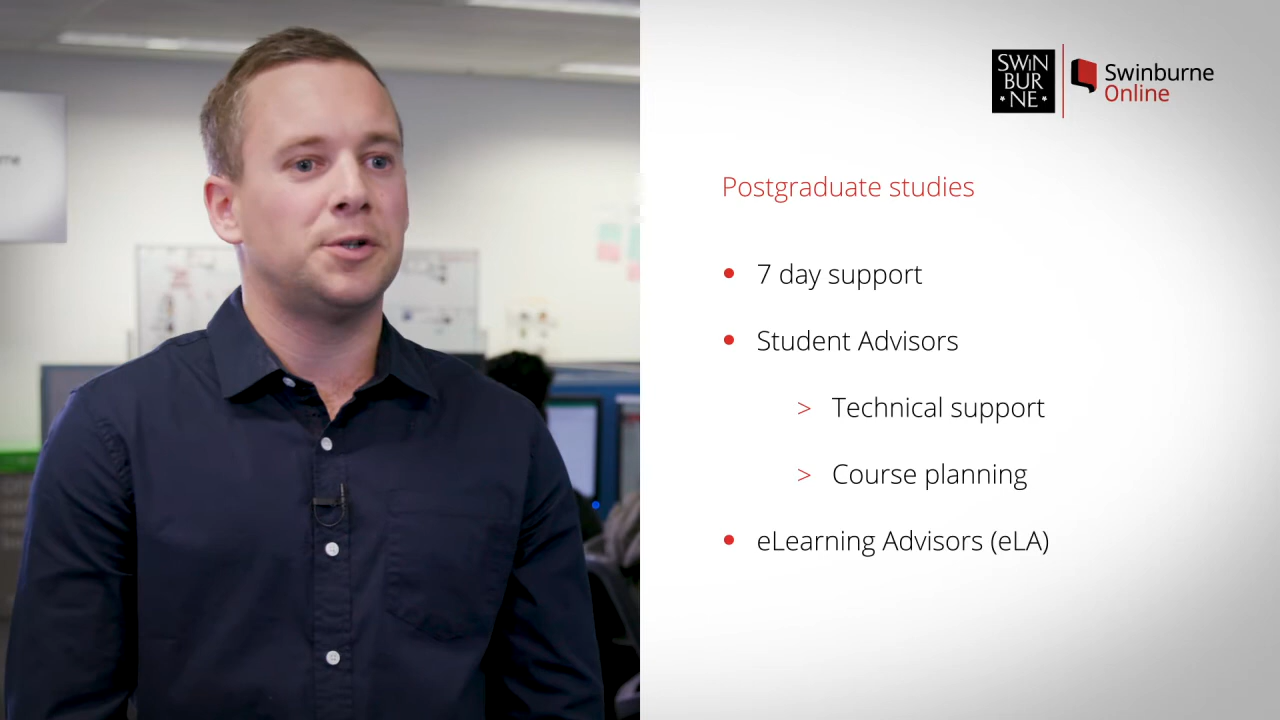 SWIN
BUR
* NE *
Swinburne
Online
Postgraduate studies
• 7 day support
• Student Advisors
> Technical support
> Course planning
• eLearning Advisors (eLA)